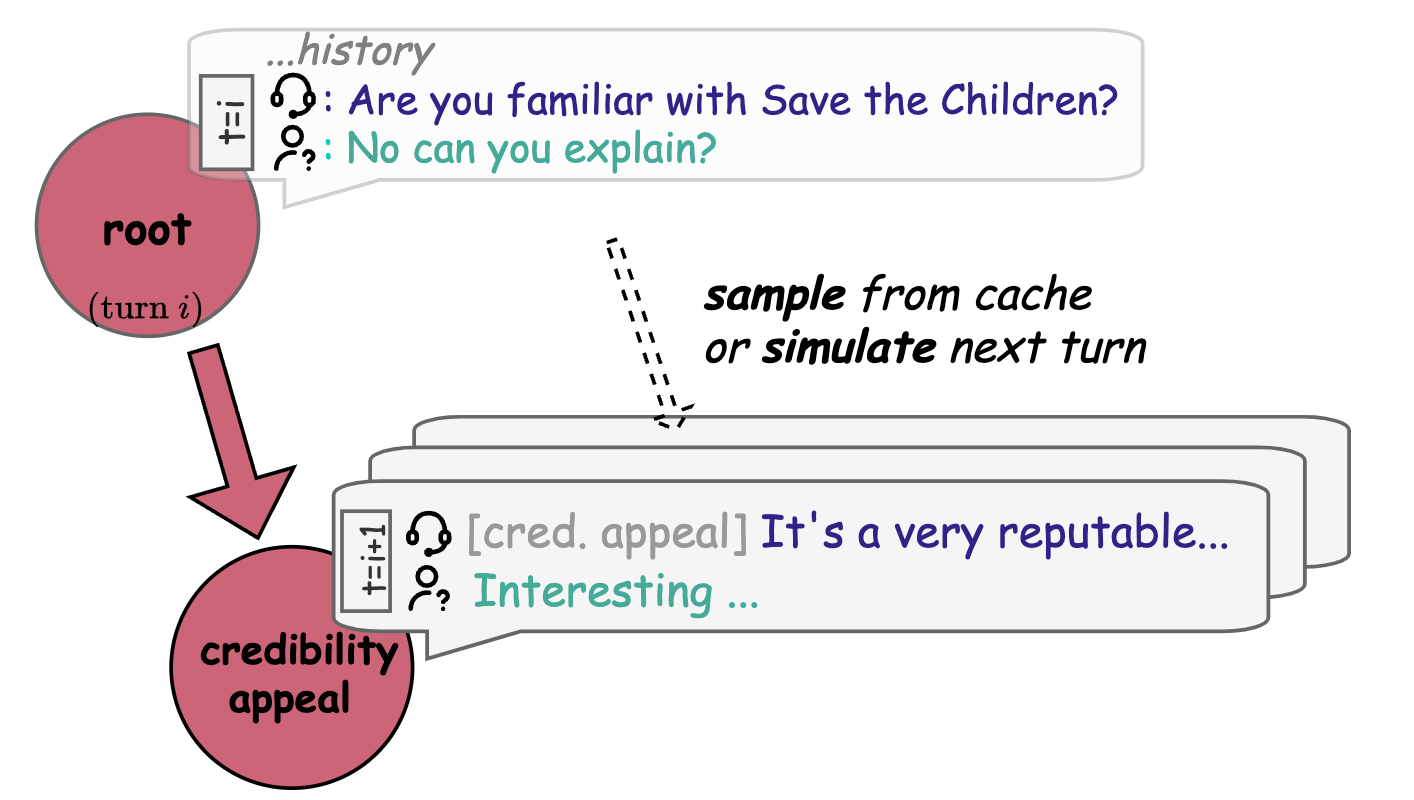 ...history
t=i
: Are you familiar with Save the Children?
: No can you explain?
root
(turn i)
sample from cache
or simulate next turn
t=i+1
[cred. appeal] It's a very reputable...
Interesting ...
credibility
appeal